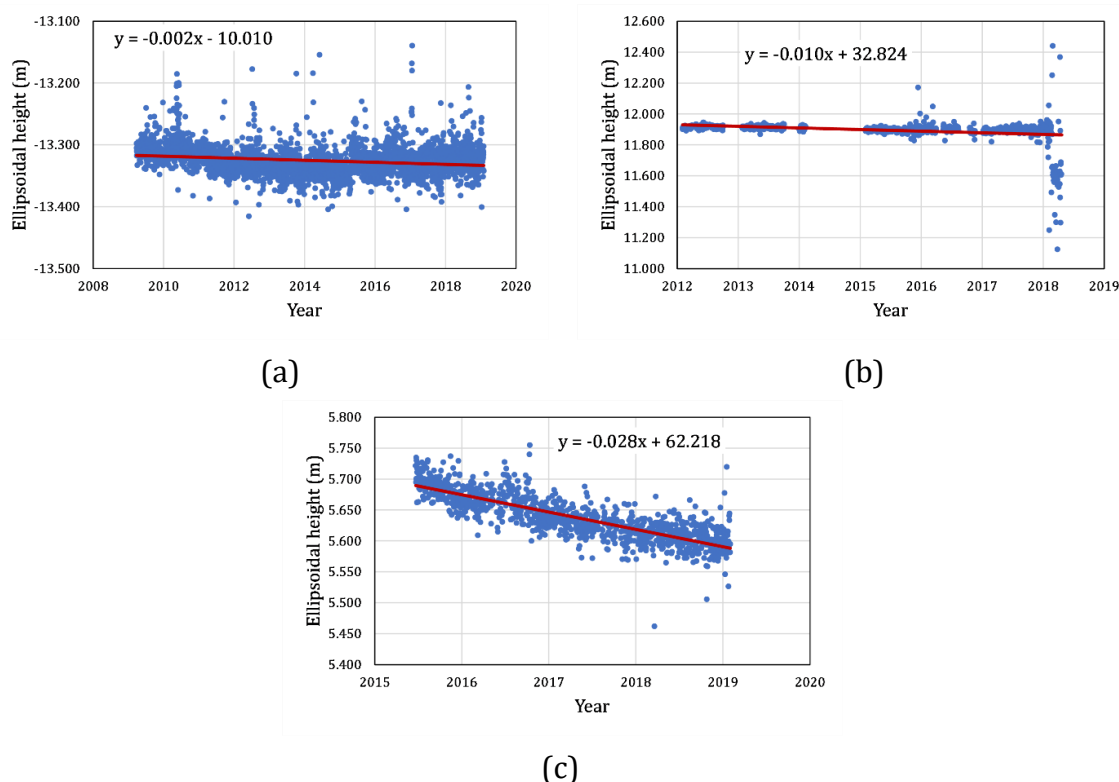 y = -0.002x - 10.010
Ellipsoidal height (m)
-13.100
-13.200
-13.300
-13.400
-13.500
2008 2010 2012 2014 2016 2018 2020
Year
(a)
y = -0.010x + 32.824
Ellipsoidal height (m)
12.600
12.400
12.200
12.000
11.800
11.600
11.400
11.200
11.000
2012 2013 2014 2015 2016 2017 2018 2019
Year
(b)
y = -0.028x + 62.218
Ellipsoidal height (m)
5.800
5.750
5.700
5.650
5.600
5.550
5.500
5.450
5.400
2015 2016 2017 2018 2019 2020
Year
(c)